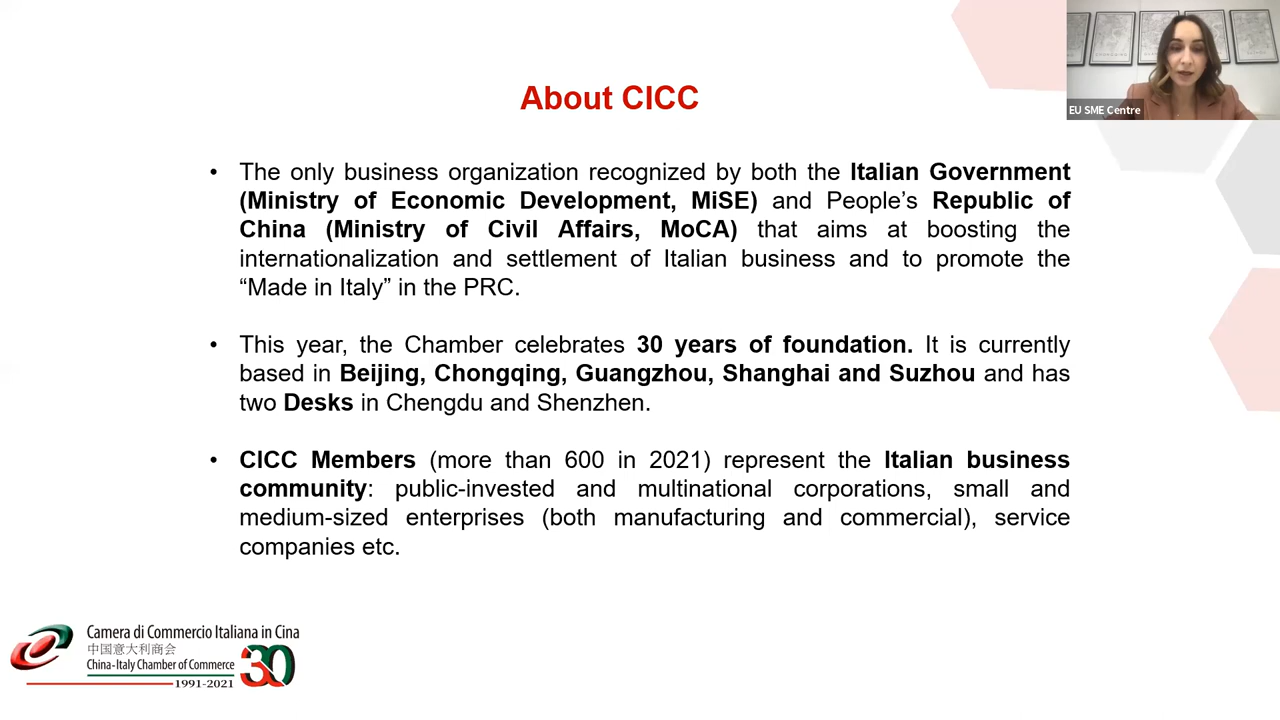 About CICC
EU SME Centre
• The only business organization recognized by both the Italian Government
(Ministry of Economic Development, MiSE) and People’s Republic of
China (Ministry of Civil Affairs, MoCA) that aims at boosting the
internationalization and settlement of Italian business and to promote the
“Made in Italy” in the PRC.
• This year, the Chamber celebrates 30 years of foundation. It is currently
based in Beijing, Chongqing, Guangzhou, Shanghai and Suzhou and has
two Desks in Chengdu and Shenzhen.
• CICC Members (more than 600 in 2021) represent the Italian business
community: public-invested and multinational corporations, small and
medium-sized enterprises (both manufacturing and commercial), service
companies etc.
Camera di Commercio Italiana in Cina
中国意大利商会
China-Italy Chamber of Commerce
30
1991-2021